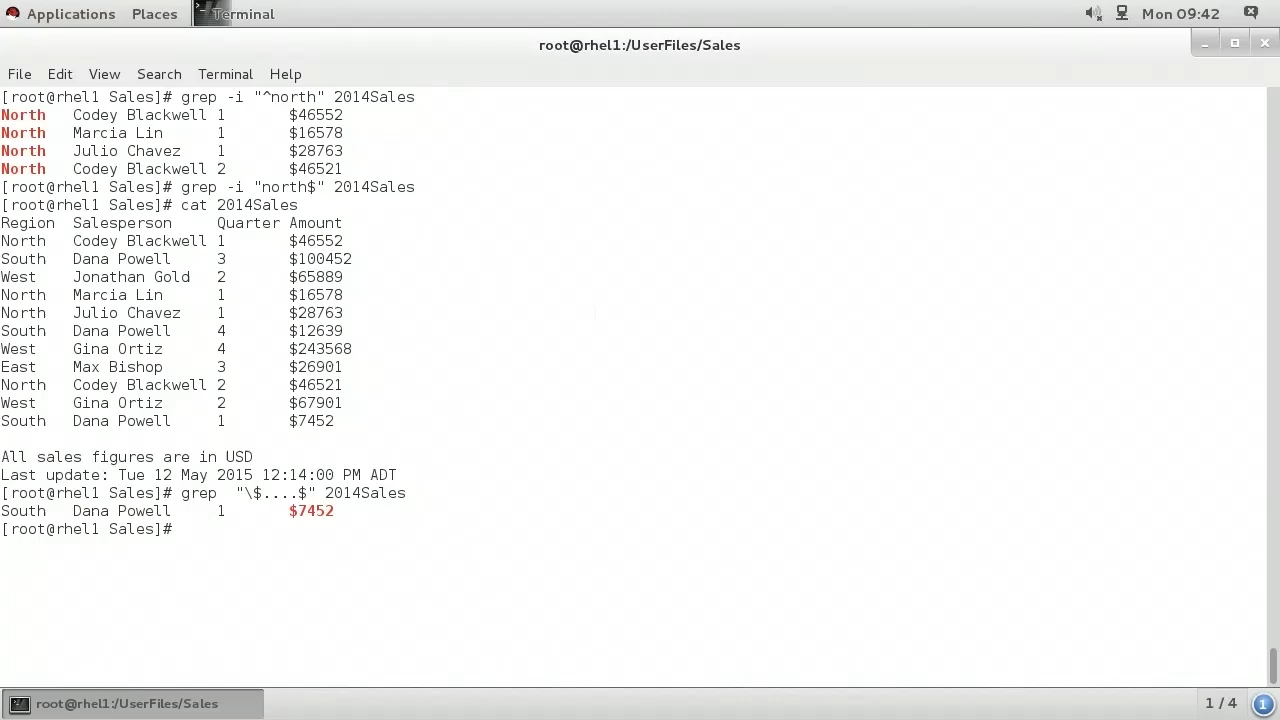 Applications Places Terminal Mon 09:42
root@rhel1:/UserFiles/Sales
File Edit View Search Terminal Help
[root@rhel1 Sales]# grep -i "^north" 2014Sales
North Codey Blackwell 1 $46552
North Marcia Lin 1 $16578
North Julio Chavez 1 $28763
North Codey Blackwell 2 $46521
[root@rhel1 Sales]# grep -i "north$" 2014Sales
[root@rhel1 Sales]# cat 2014Sales
Region Salesperson Quarter Amount
North Codey Blackwell 1 $46552
South Dana Powell 3 $100452
West Jonathan Gold 2 $65889
North Marcia Lin 1 $16578
North Julio Chavez 1 $28763
South Dana Powell 4 $12639
West Gina Ortiz 4 $243568
East Max Bishop 3 $26901
North Codey Blackwell 2 $46521
West Gina Ortiz 2 $67901
South Dana Powell 1 $7452
All sales figures are in USD
Last update: Tue 12 May 2015 12:14:00 PM ADT
[root@rhel1 Sales]# grep  "\$....$" 2014Sales
South Dana Powell 1 $7452
[root@rhel1 Sales]#
root@rhel1:/UserFiles/Sales 1 / 4 1